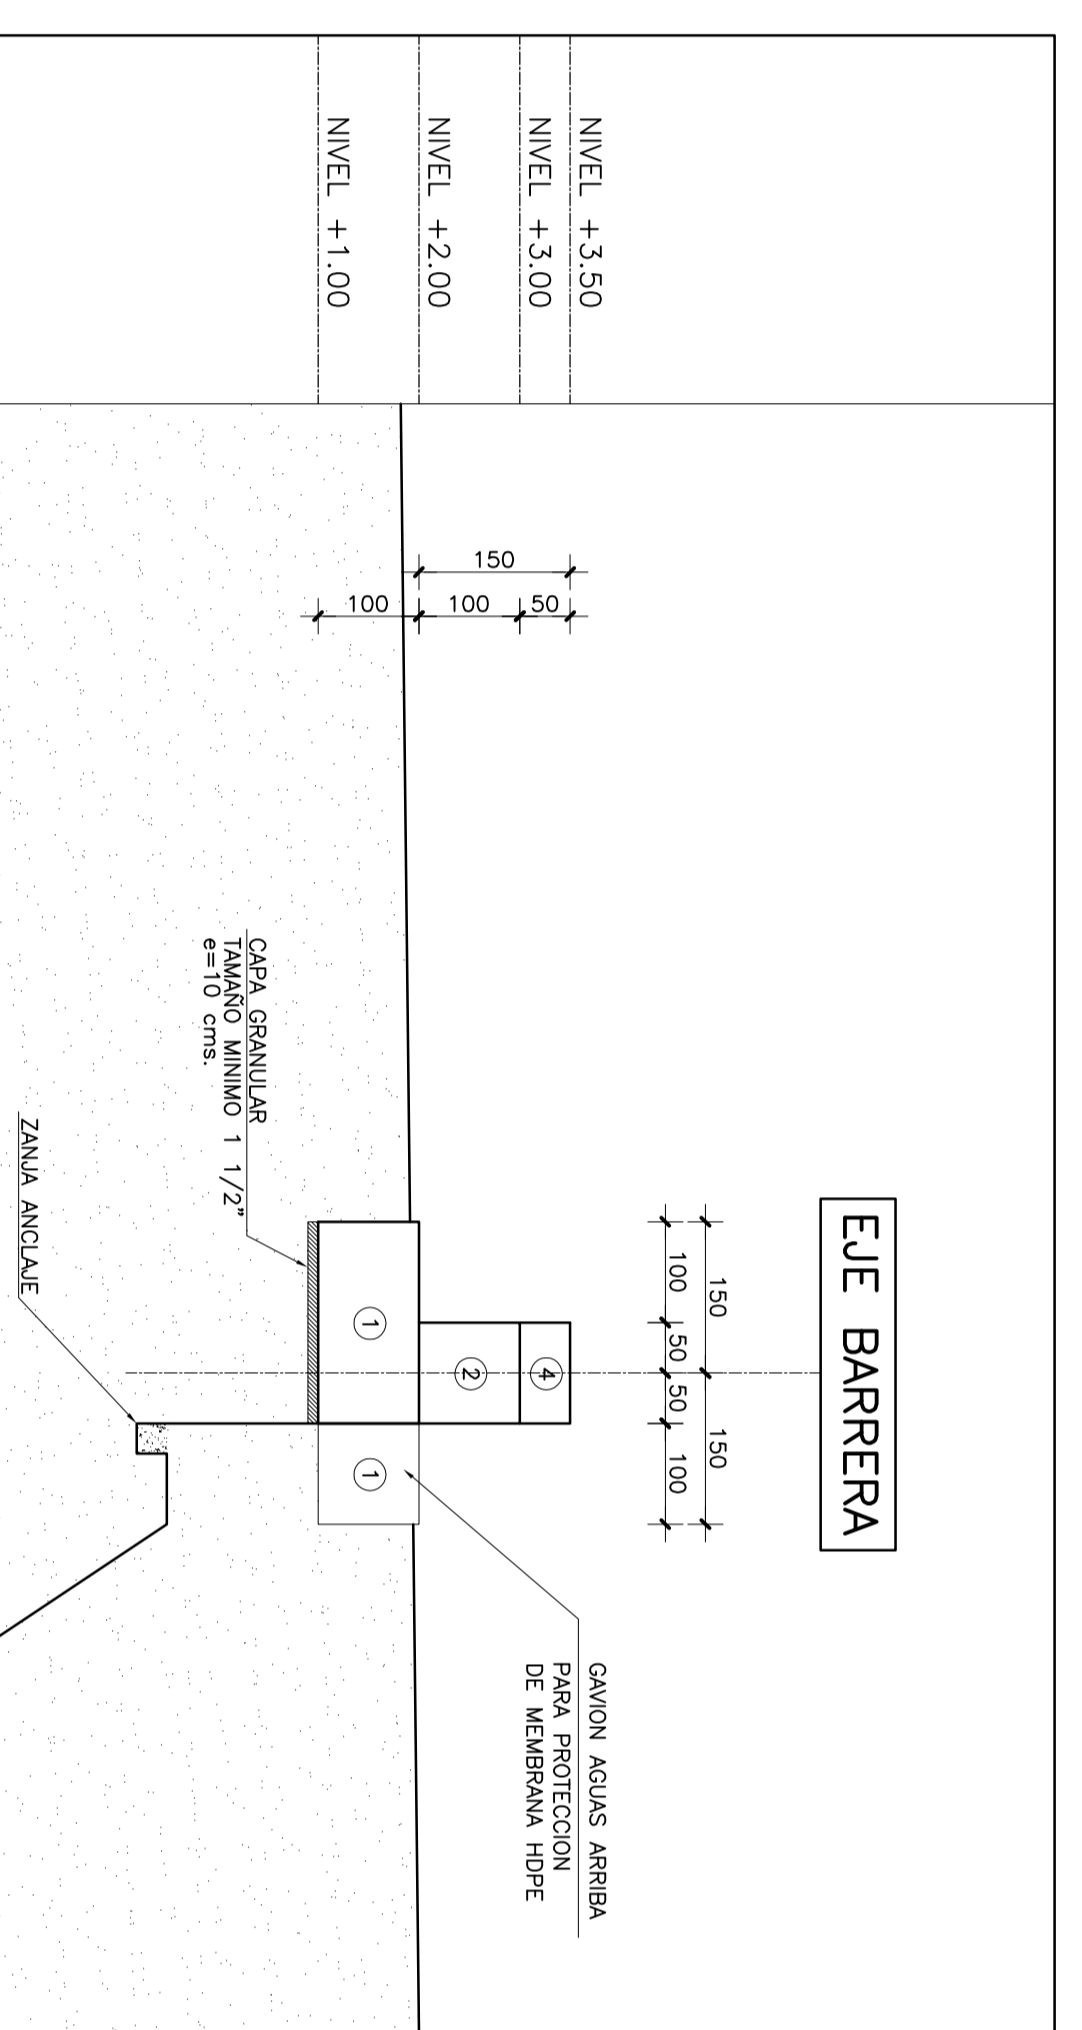 EJE BARRERA
150
150
100
50
50
100
NIVEL +3.50
NIVEL +3.00
NIVEL +2.00
NIVEL +1.00
150
50
100
100
GAVION AGUAS ARRIBA
PARA PROTECCION
DE MEMBRANA HDPE
4
2
1
1
CAPA GRANULAR
TAMAÑO MINIMO 1 1/2"
e=10 cms.
ZANJA ANCLAJE